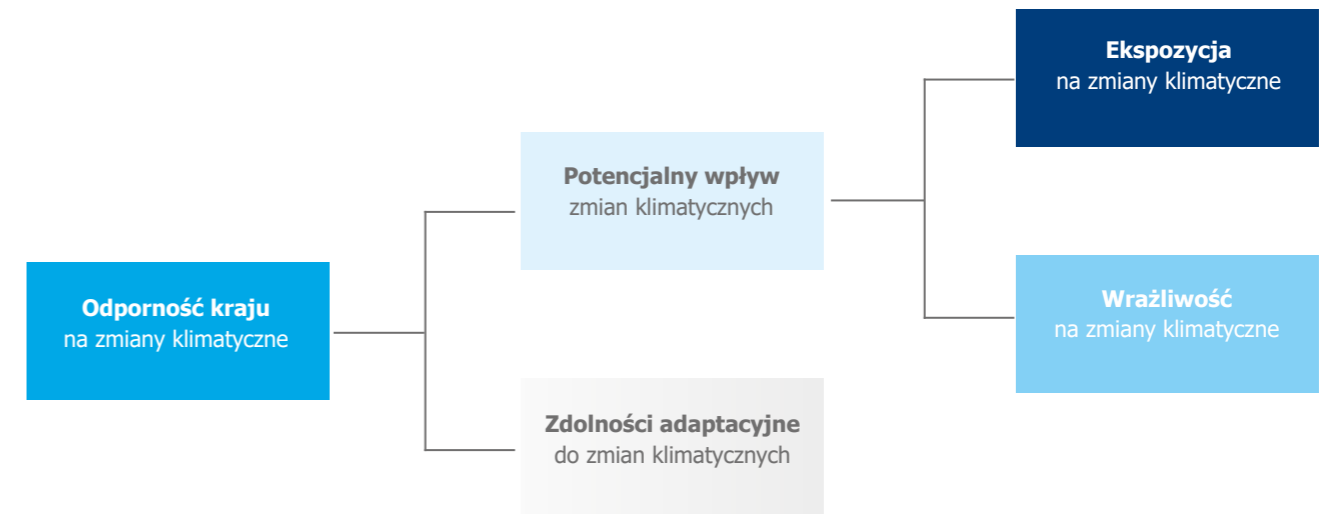 Ekspozycja
na zmiany klimatyczne
Potencjalny wpływ
zmian klimatycznych
Odporność kraju
na zmiany klimatyczne
Wrażliwość
na zmiany klimatyczne
Zdolności adaptacyjne
do zmian klimatycznych